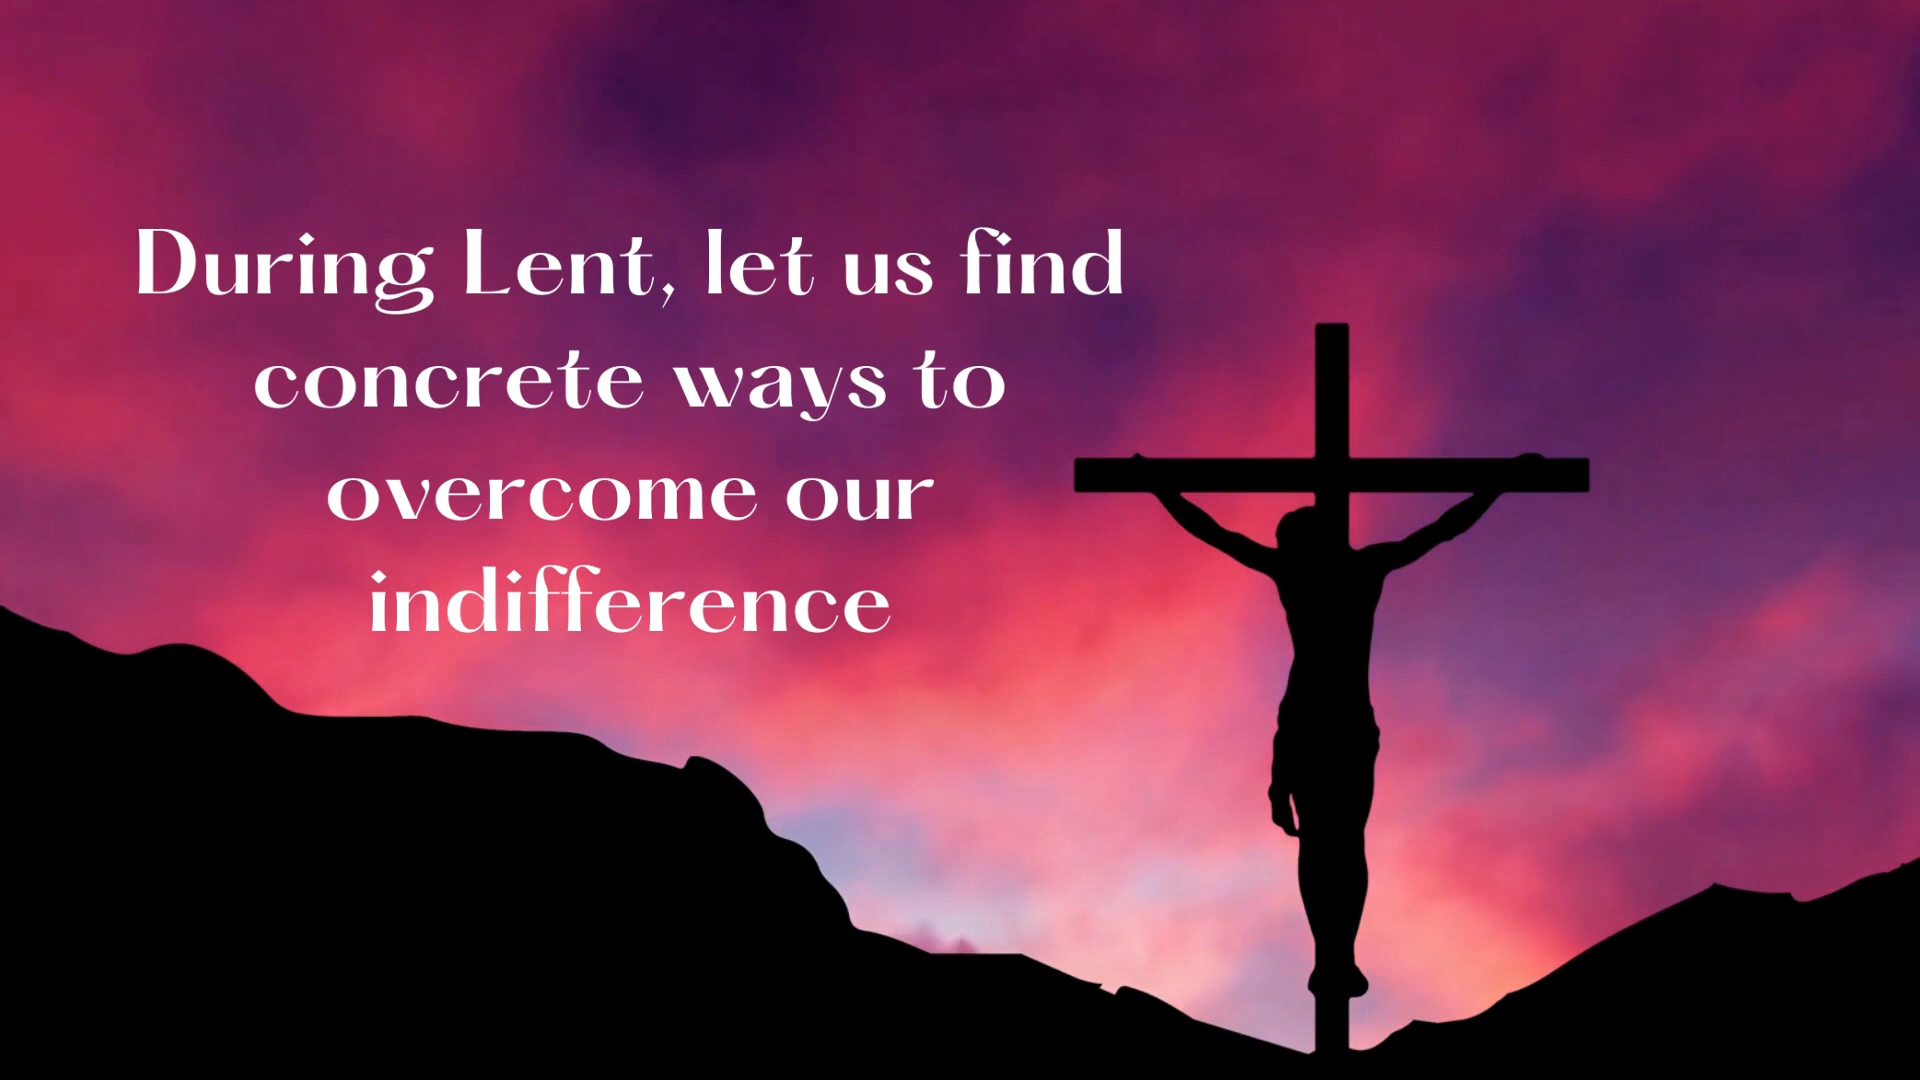 During Lent, let us find
concrete ways to
overcome our
indifference